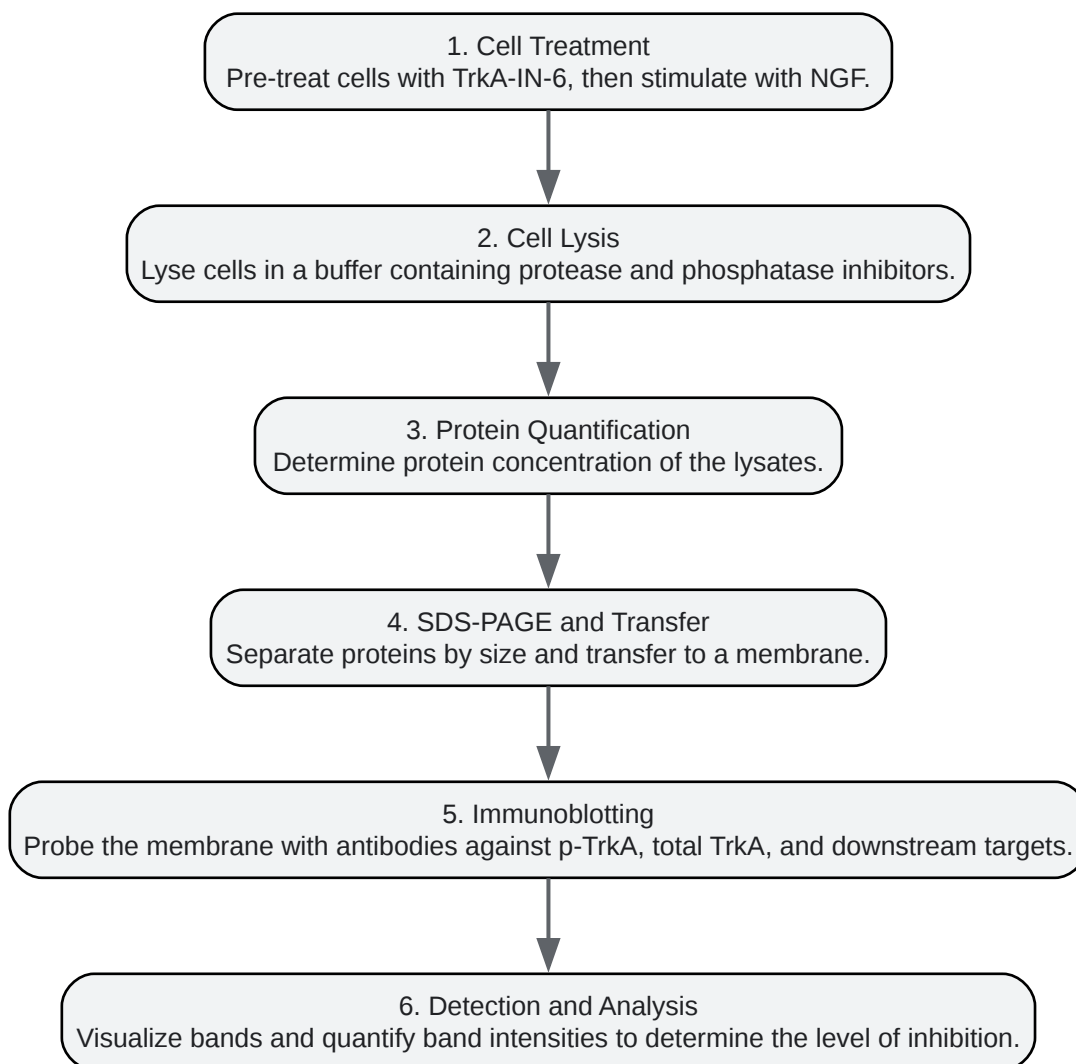 1. Cell Treatment
Pre-treat cells with TrkA-IN-6, then stimulate with NGF.
2. Cell Lysis
Lyse cells in a buffer containing protease and phosphatase inhibitors.
3. Protein Quantification
Determine protein concentration of the lysates.
4. SDS-PAGE and Transfer
Separate proteins by size and transfer to a membrane.
5. Immunoblotting
Probe the membrane with antibodies against p-TrkA, total TrkA, and downstream targets.
6. Detection and Analysis
Visualize bands and quantify band intensities to determine the level of inhibition.